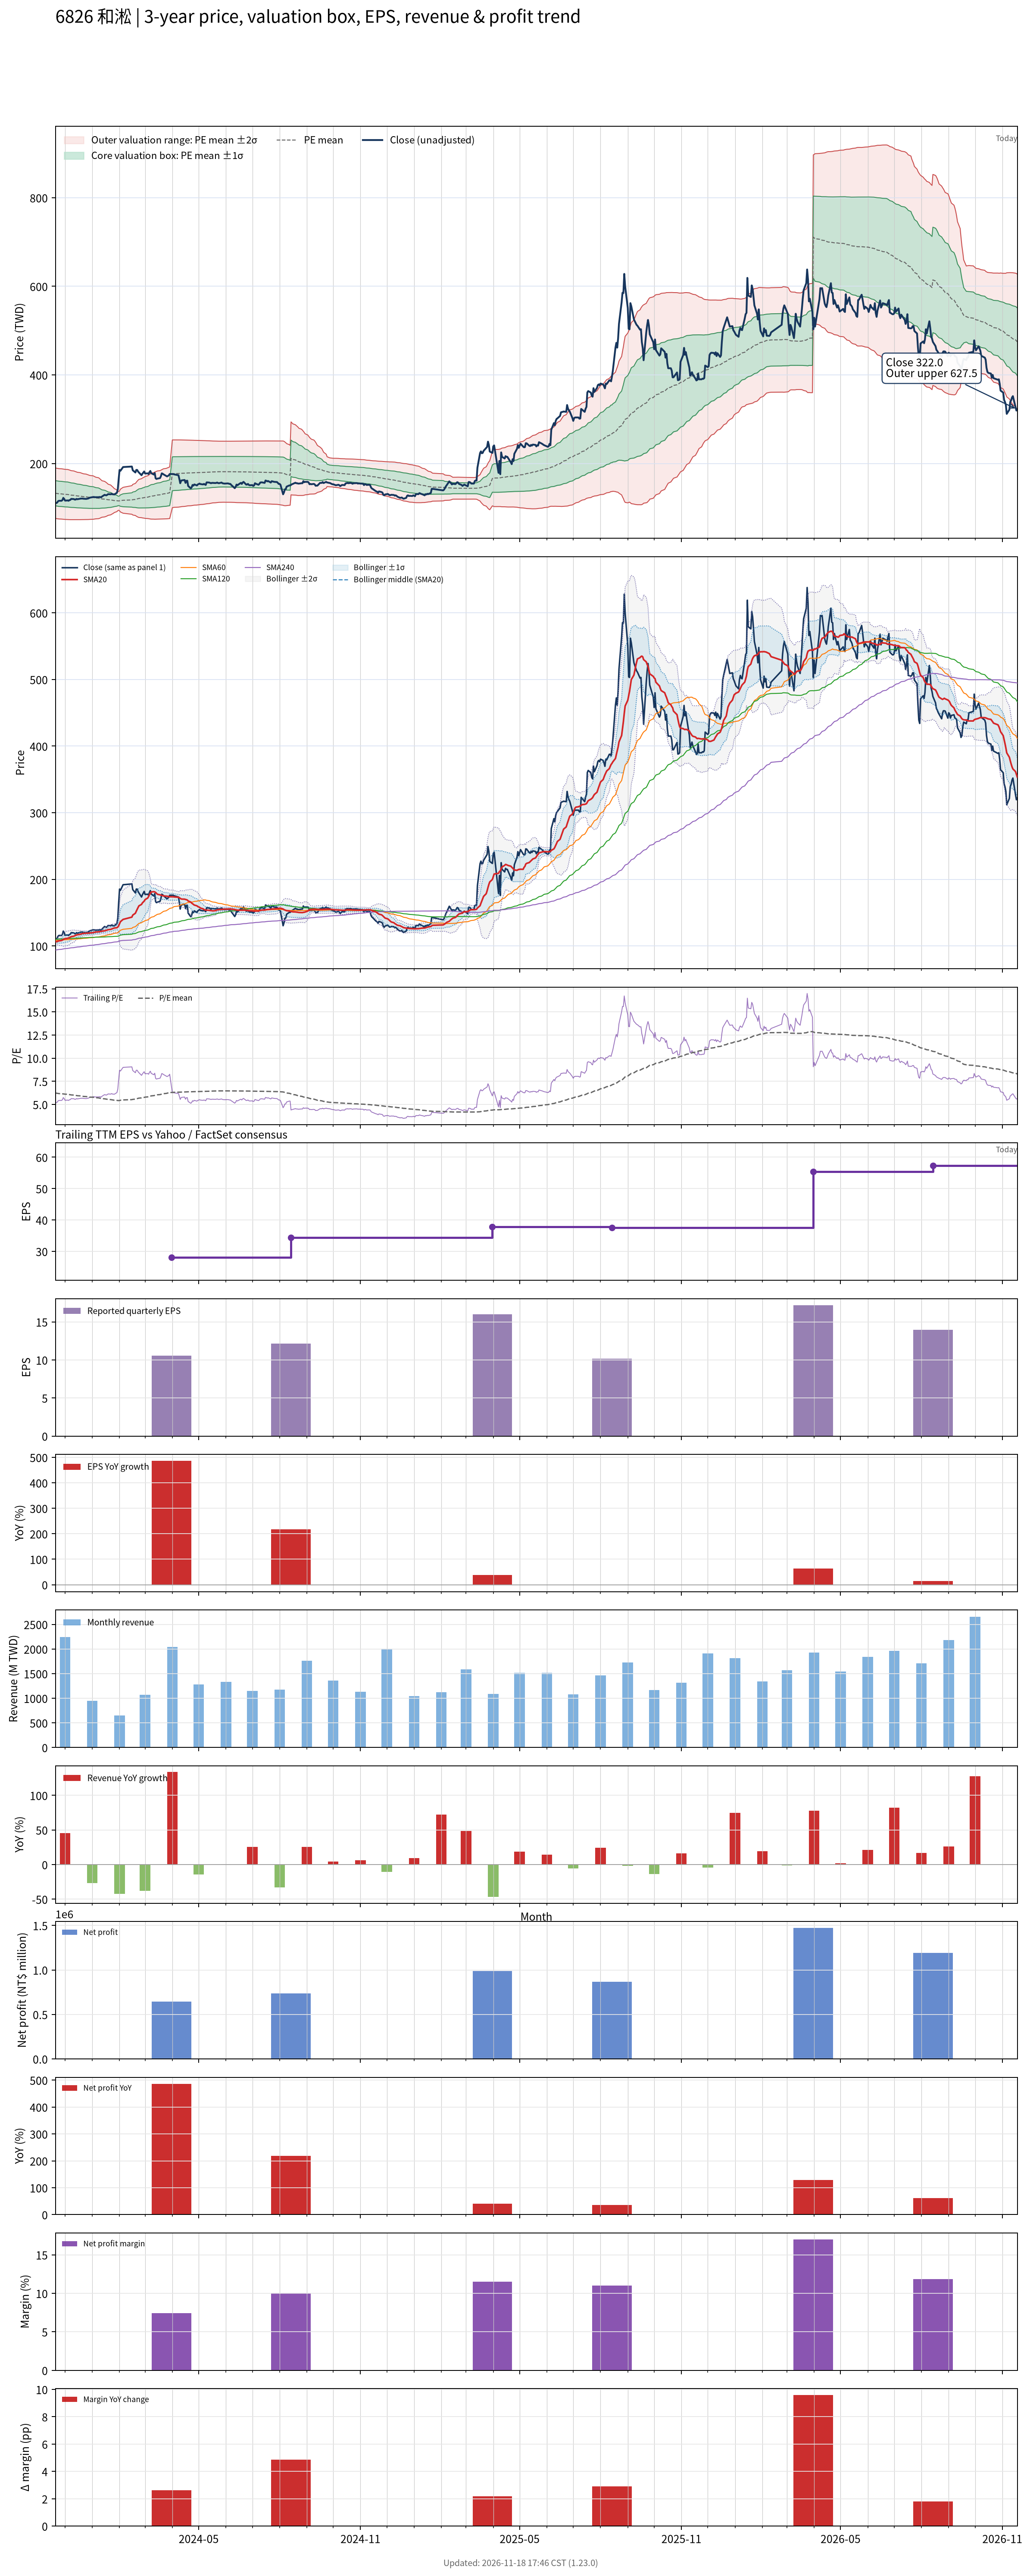 6826 和淞 | 3-year price, valuation box, EPS, revenue & profit trend
Outer valuation range: PE mean ±2σ
Core valuation box: PE mean ±1σ
PE mean
Close (unadjusted)
Today
Price (TWD)
800
600
400
200
Close 322.0
Outer upper 627.5
Close (same as panel 1)
SMA20
SMA60
SMA120
SMA240
Bollinger ±2σ
Bollinger ±1σ
Bollinger middle (SMA20)
Price
600
500
400
300
200
100
Trailing P/E
P/E mean
P/E
17.5
15.0
12.5
10.0
7.5
5.0
Trailing TTM EPS vs Yahoo / FactSet consensus
Today
EPS
60
50
40
30
Reported quarterly EPS
EPS
15
10
5
0
EPS YoY growth
YoY (%)
500
400
300
200
100
0
Monthly revenue
Revenue (M TWD)
2500
2000
1500
1000
500
0
Revenue YoY growth
YoY (%)
100
50
0
-50
Month
1e6
Net profit
Net profit (NT$ million)
1.5
1.0
0.5
0.0
Net profit YoY
YoY (%)
500
400
300
200
100
0
Net profit margin
Margin (%)
15
10
5
0
Margin YoY change
Δ margin (pp)
10
8
6
4
2
0
2024-05
2024-11
2025-05
2025-11
2026-05
2026-11
Updated: 2026-11-18 17:46 CST (1.23.0)